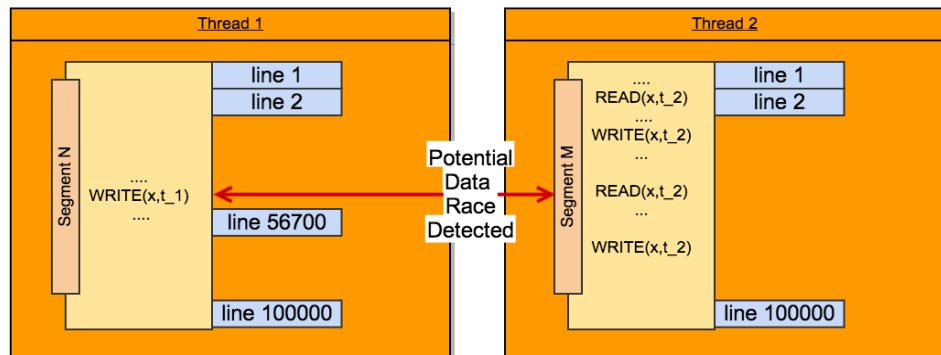 Thread 1
Segment N
....
WRITE(x,t_1)
....
line 1
line 2
line 56700
line 100000
Potential
Data
Race
Detected
Thread 2
Segment M
....
READ(x,t_2)
....
WRITE(x,t_2)
...
READ(x,t_2)
...
WRITE(x,t_2)
line 1
line 2
line 100000